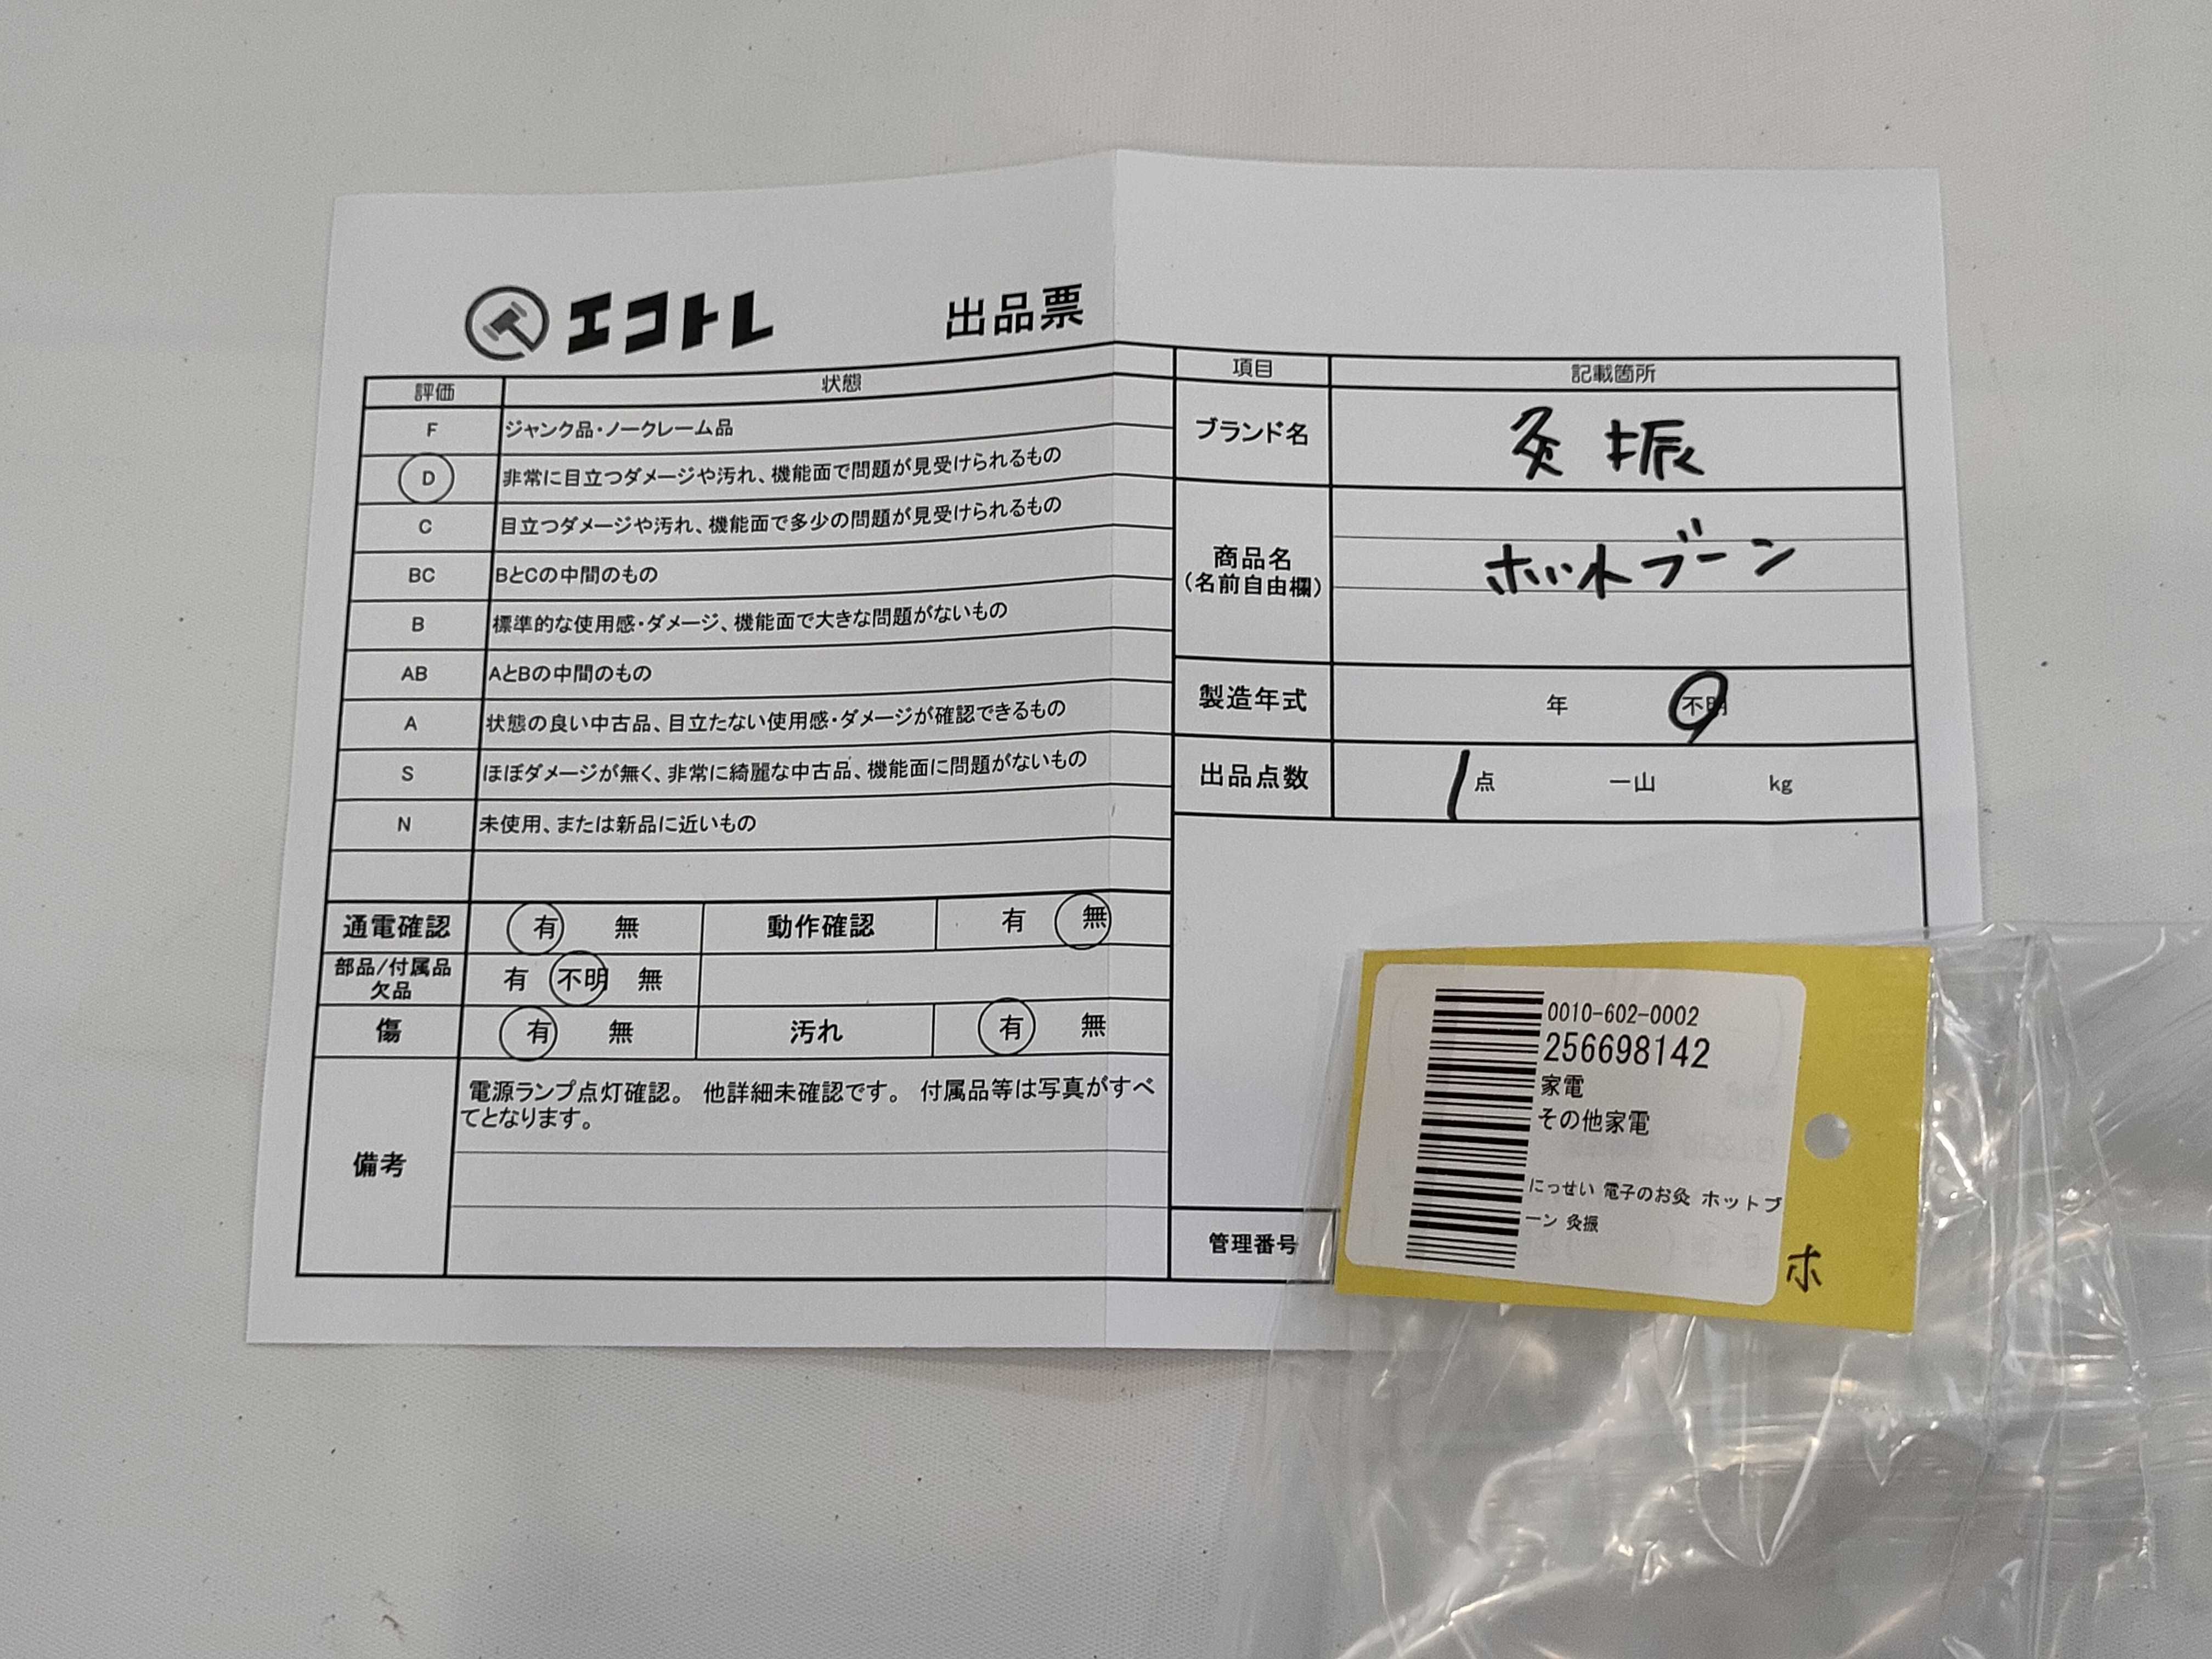 エコトレ 出品票
評価 状態
F ジャンク品・ノークレーム品
D 非常に目立つダメージや汚れ、機能面で問題が見受けられるもの
C 目立つダメージや汚れ、機能面で多少の問題が見受けられるもの
BC BとCの中間のもの
B 標準的な使用感・ダメージ、機能面で大きな問題がないもの
AB AとBの中間のもの
A 状態の良い中古品、目立たない使用感・ダメージが確認できるもの
S ほぼダメージが無く、非常に綺麗な中古品、機能面に問題がないもの
N 未使用、または新品に近いもの
通電確認 有 無 動作確認 有 無
部品/付属品
欠品 有 不明 無
傷 有 無 汚れ 有 無
備考
電源ランプ点灯確認。 他詳細未確認です。 付属品等は写真がすべ
てとなります。
項目 記載箇所
ブランド名 灸振
商品名
(名前自由欄)
ホットブーン
製造年式 年 不明
出品点数 1点 一山 kg
管理番号
0010-602-0002
256698142
家電
その他家電
にっせい 電子のお灸 ホットブ
ーン 灸振
ホ